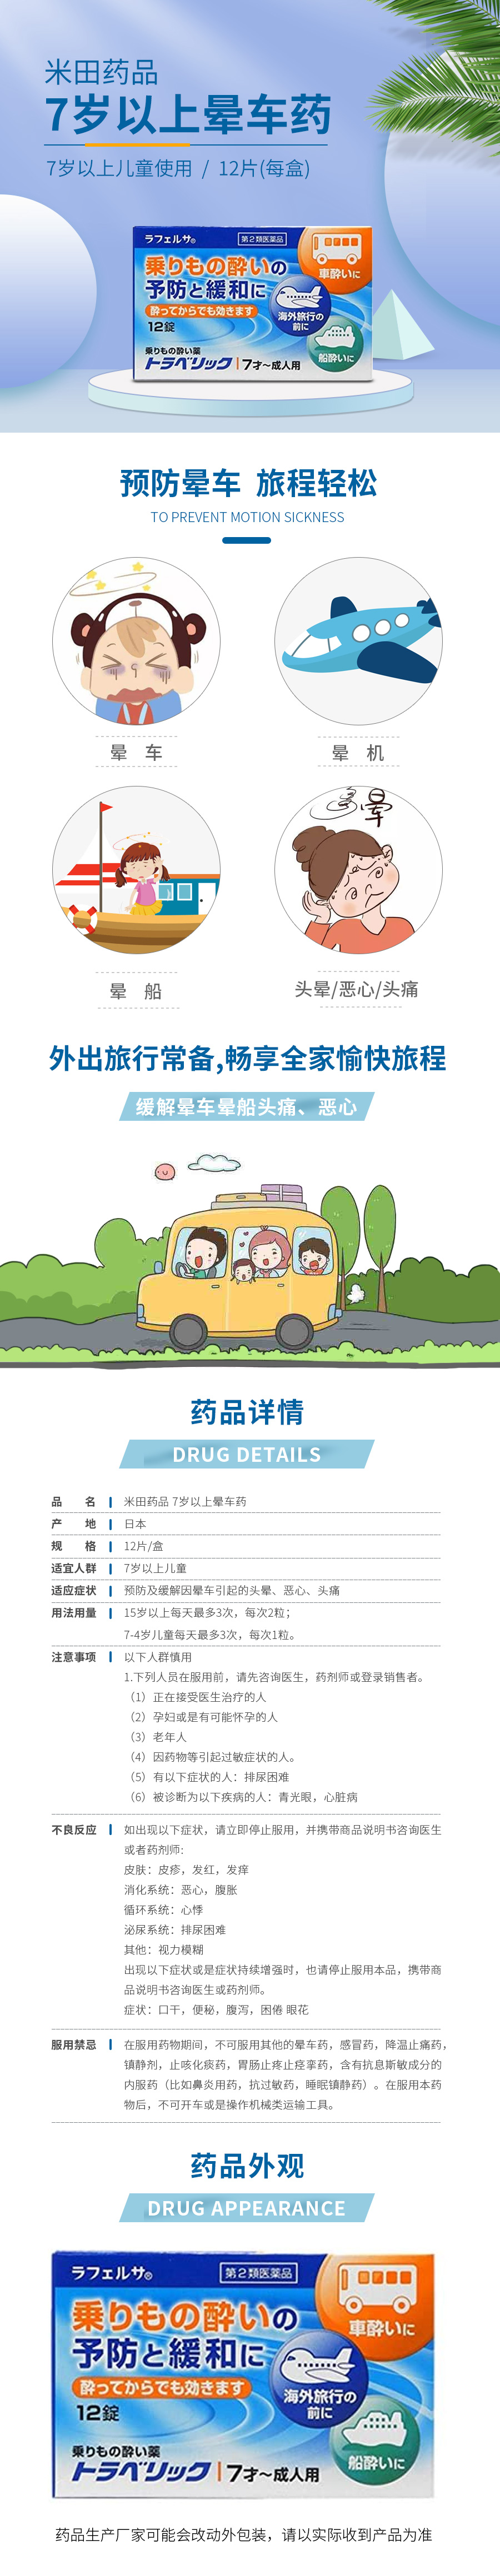 米田药品
7岁以上晕车药
7岁以上儿童使用 / 12片(每盒)
ラフェルサ®
第2類医薬品
乗りもの酔いの
予防と緩和に
酔ってからでも効きます
12錠
車酔いに
海外旅行の
前に
船酔いに
乗りもの酔い薬
トラベリック 7才~成人用
预防晕车 旅程轻松
TO PREVENT MOTION SICKNESS
晕 车
晕 机
晕
晕 船
头晕/恶心/头痛
外出旅行常备,畅享全家愉快旅程
缓解晕车晕船头痛、恶心
药品详情
DRUG DETAILS
品 名 米田药品 7岁以上晕车药
产 地 日本
规 格 12片/盒
适宜人群 7岁以上儿童
适应症状 预防及缓解因晕车引起的头晕、恶心、头痛
用法用量 15岁以上每天最多3次，每次2粒；
7-4岁儿童每天最多3次，每次1粒。
注意事项 以下人群慎用
1.下列人员在服用前，请先咨询医生，药剂师或登录销售者。
（1）正在接受医生治疗的人
（2）孕妇或是有可能怀孕的人
（3）老年人
（4）因药物等引起过敏症状的人。
（5）有以下症状的人：排尿困难
（6）被诊断为以下疾病的人：青光眼，心脏病
不良反应 如出现以下症状，请立即停止服用，并携带商品说明书咨询医生
或者药剂师:
皮肤：皮疹，发红，发痒
消化系统：恶心，腹胀
循环系统：心悸
泌尿系统：排尿困难
其他：视力模糊
出现以下症状或是症状持续增强时，也请停止服用本品，携带商
品说明书咨询医生或药剂师。
症状：口干，便秘，腹泻，困倦 眼花
服用禁忌 在服用药物期间，不可服用其他的晕车药，感冒药，降温止痛药，
镇静剂，止咳化痰药，胃肠止疼止痉挛药，含有抗息斯敏成分的
内服药（比如鼻炎用药，抗过敏药，睡眠镇静药）。在服用本药
物后，不可开车或是操作机械类运输工具。
药品外观
DRUG APPEARANCE
ラフェルサ®
第2類医薬品
乗りもの酔いの
予防と緩和に
酔ってからでも効きます
12錠
車酔いに
海外旅行の
前に
船酔いに
乗りもの酔い薬
トラベリック 7才~成人用
药品生产厂家可能会改动外包装，请以实际收到产品为准